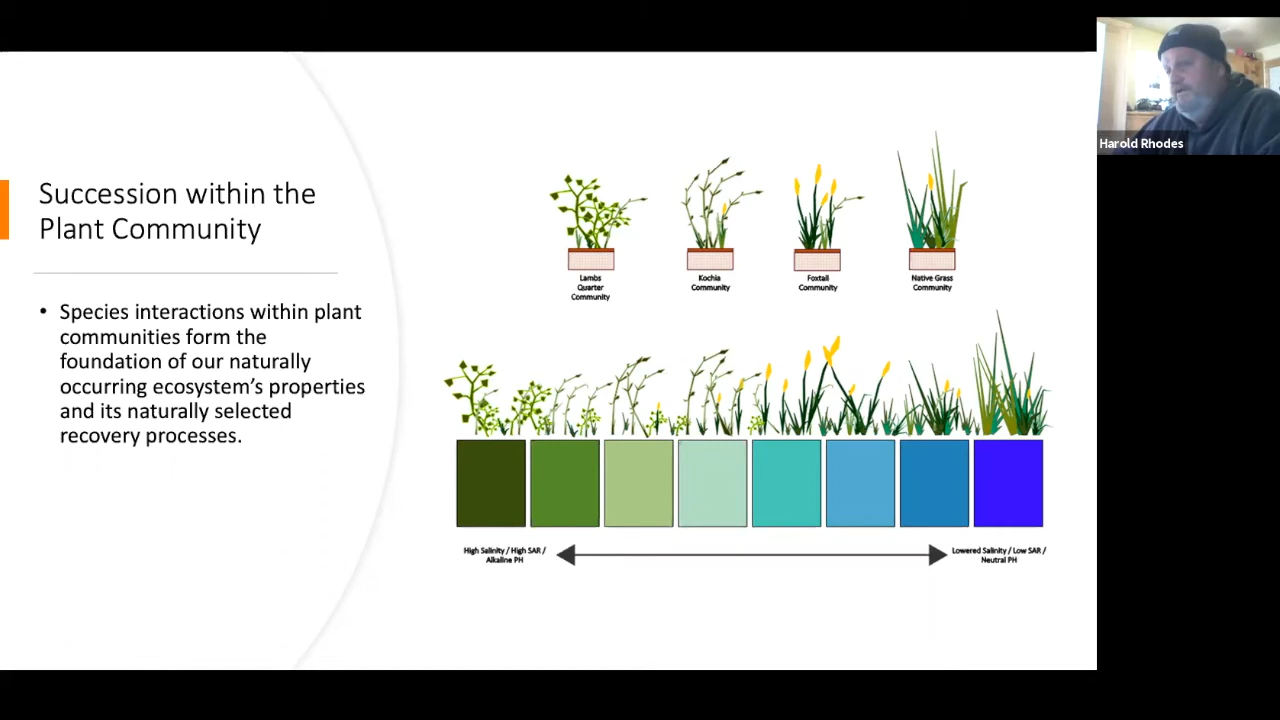 Harold Rhodes
Succession within the
Plant Community
• Species interactions within plant
communities form the
foundation of our naturally
occurring ecosystem’s properties
and its naturally selected
recovery processes.
Lambs
Quarter
Community
Kochia
Community
Foxtail
Community
Native Grass
Community
High Salinity / High SAR /
Alkaline PH
Lowered Salinity / Low SAR /
Neutral PH